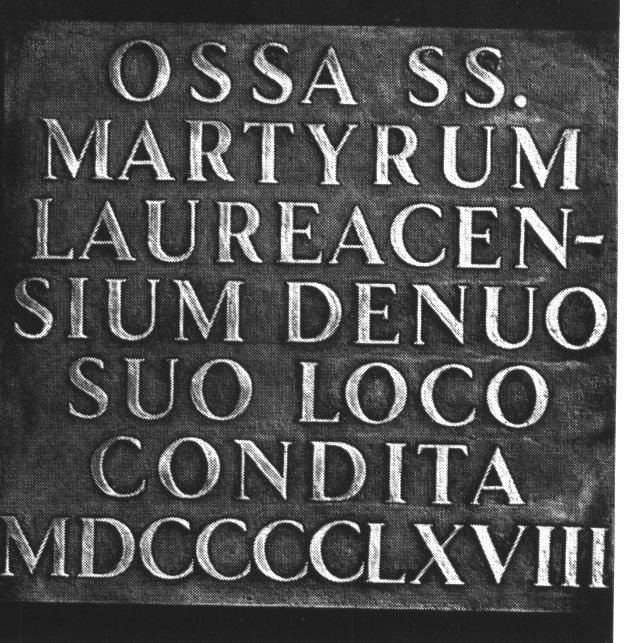 OSSA SS.
MARTYRUM
LAUREACEN-
SIUM DENUO
SUO LOCO
CONDITA
MDCCCCLXVIII